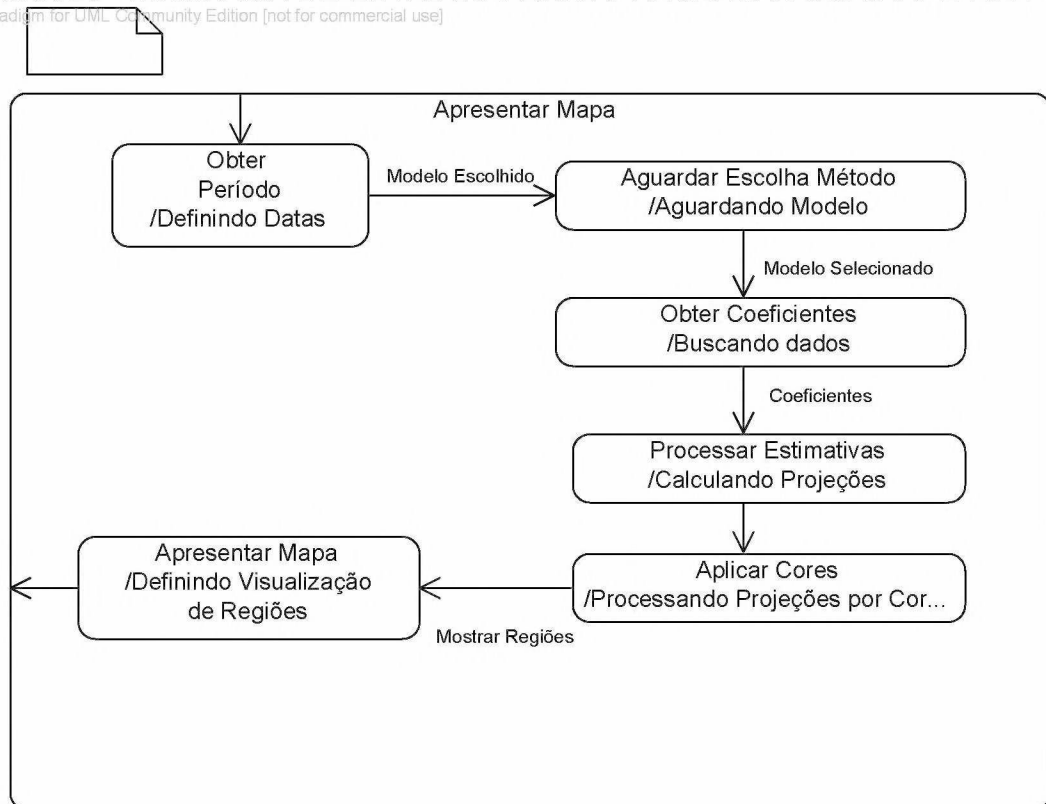 adigm for UML Community Edition [not for commercial use]
Apresentar Mapa
Obter
Período
/Definindo Datas
Modelo Escolhido
Aguardar Escolha Método
/Aguardando Modelo
Modelo Selecionado
Obter Coeficientes
/Buscando dados
Coeficientes
Processar Estimativas
/Calculando Projeções
Aplicar Cores
/Processando Projeções por Cor...
Mostrar Regiões
Apresentar Mapa
/Definindo Visualização
de Regiões